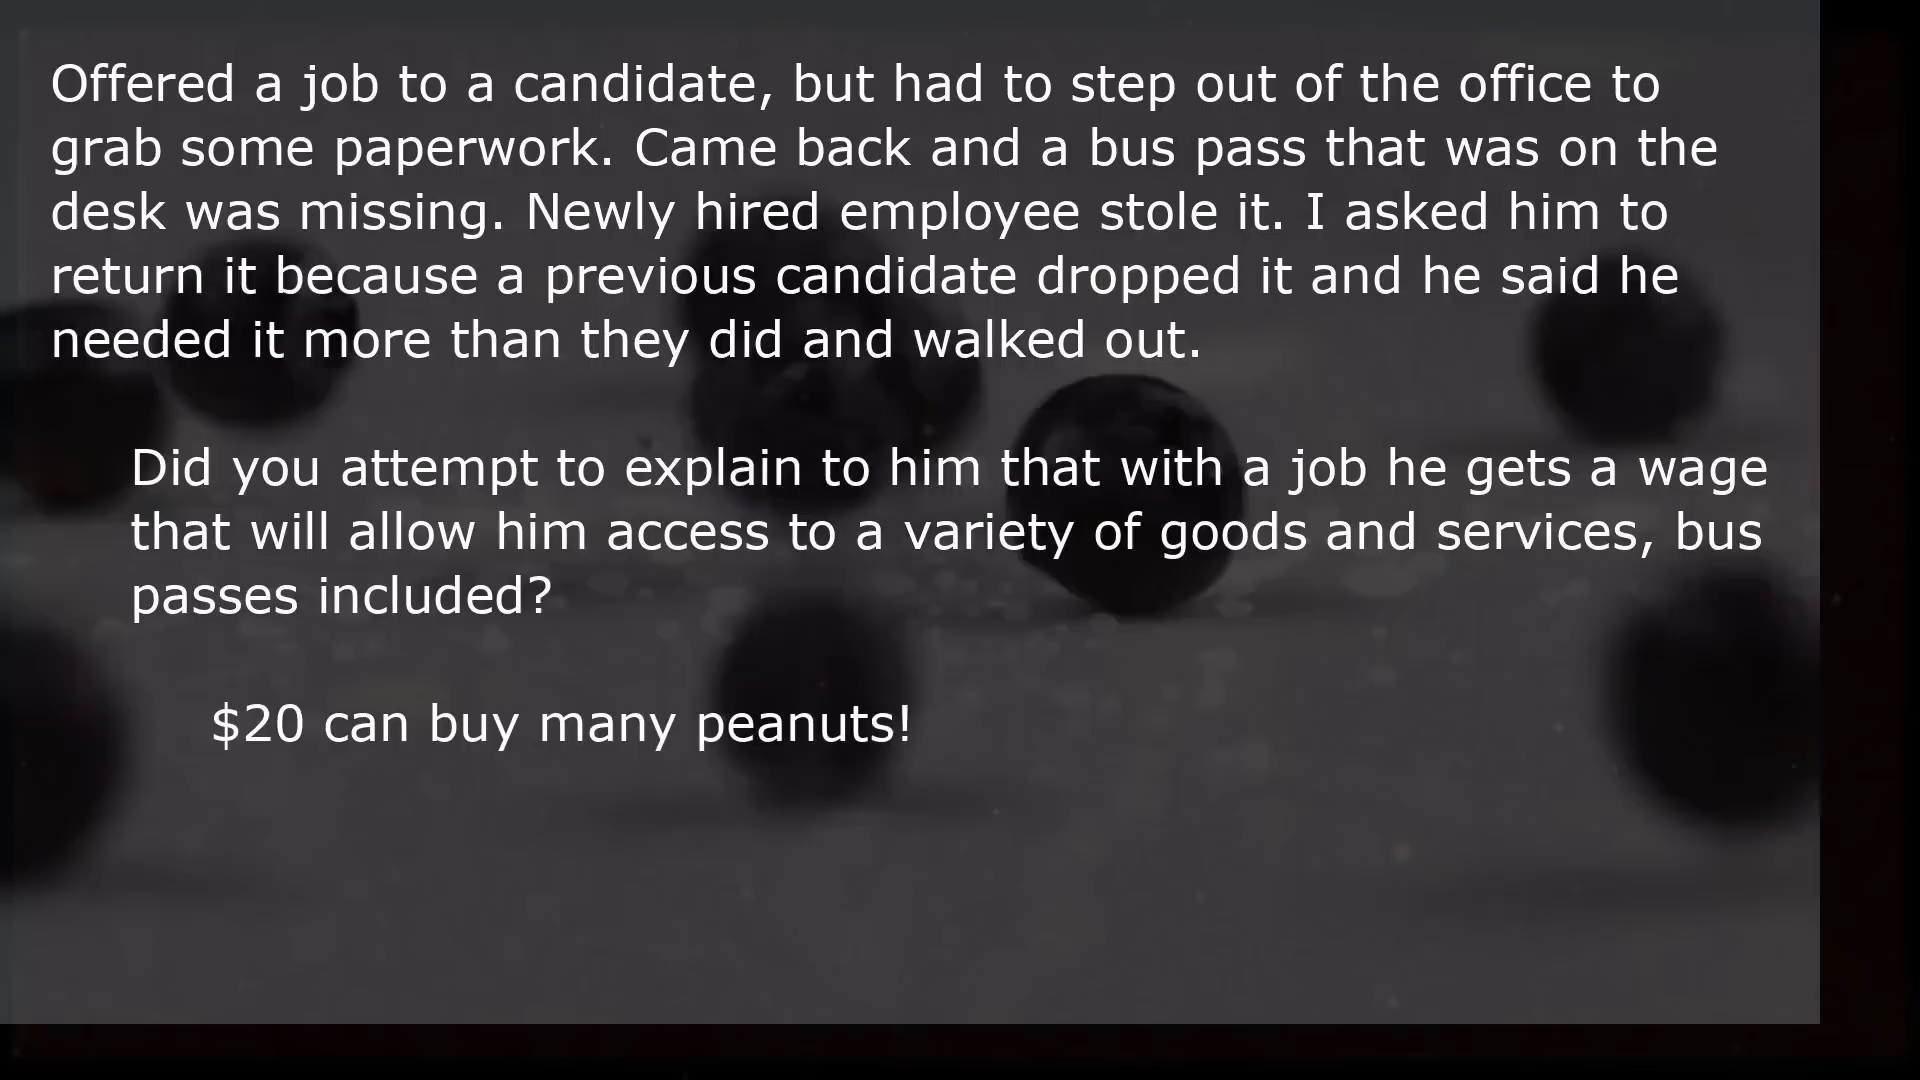 Offered a job to a candidate, but had to step out of the office to
grab some paperwork. Came back and a bus pass that was on the
desk was missing. Newly hired employee stole it. I asked him to
return it because a previous candidate dropped it and he said he
needed it more than they did and walked out.
Did you attempt to explain to him that with a job he gets a wage
that will allow him access to a variety of goods and services, bus
passes included?
$20 can buy many peanuts!